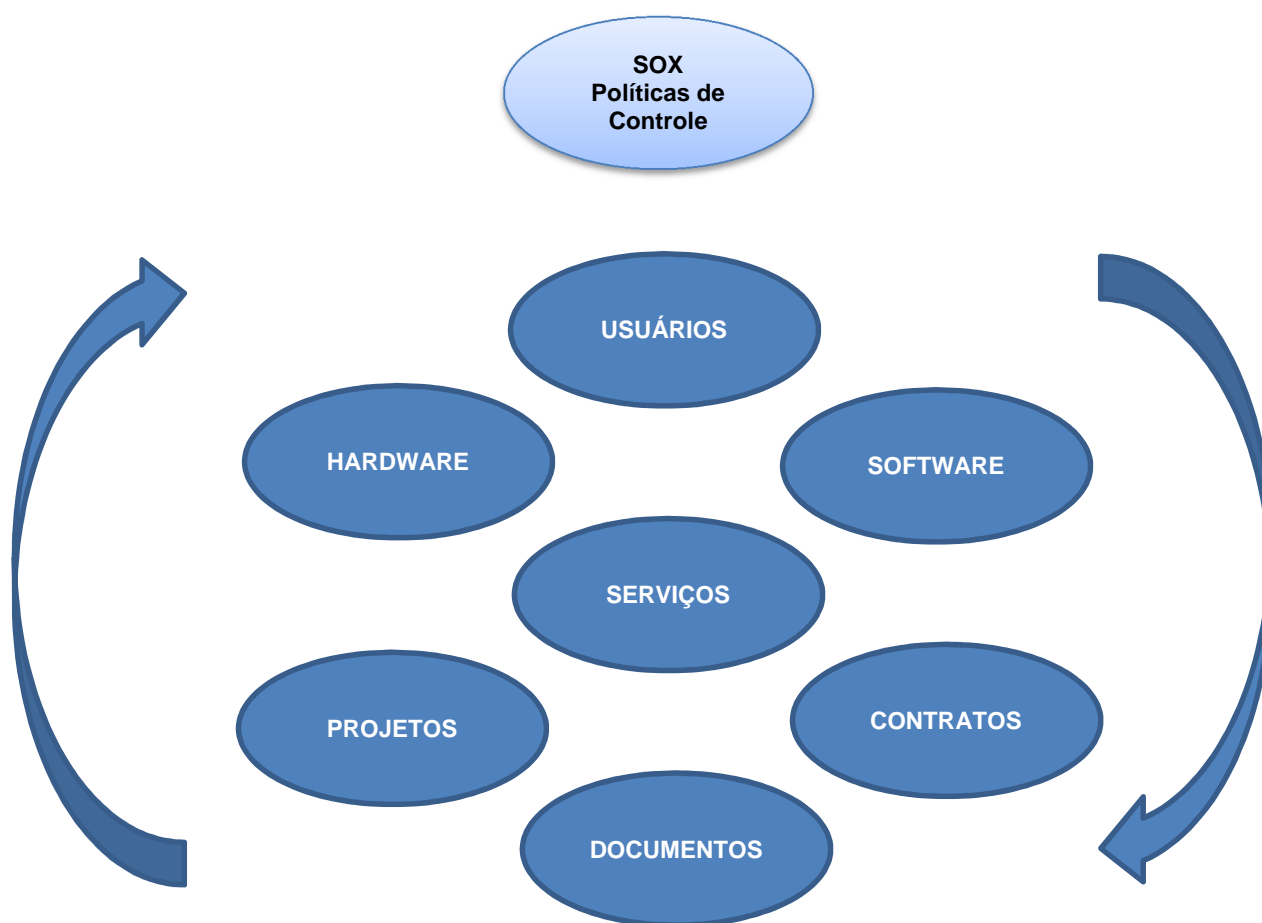 SOX
Políticas de
Controle
USUÁRIOS
HARDWARE
SOFTWARE
SERVIÇOS
PROJETOS
CONTRATOS
DOCUMENTOS